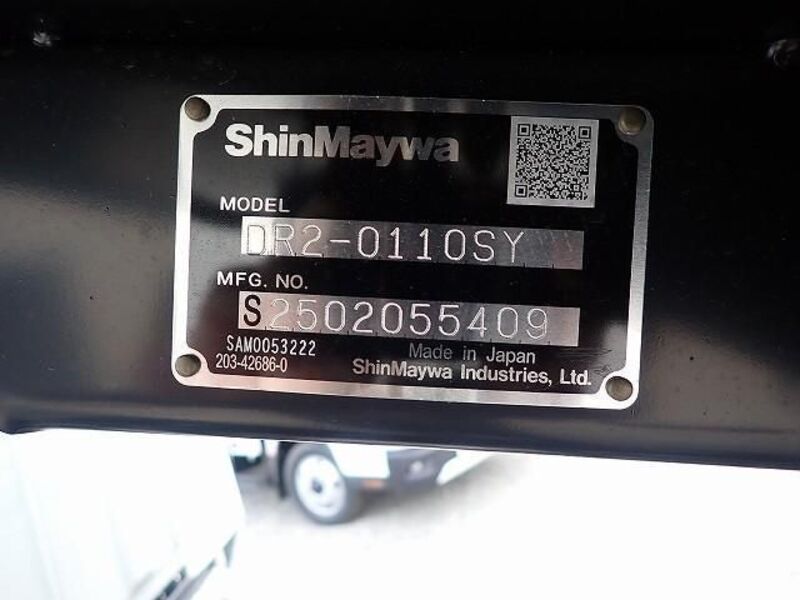 ShinMaywa
MODEL
DR2-0110SY
MFG. NO.
S2502055409
SAM0053222
203-42686-0
Made in Japan
ShinMaywa Industries, Ltd.